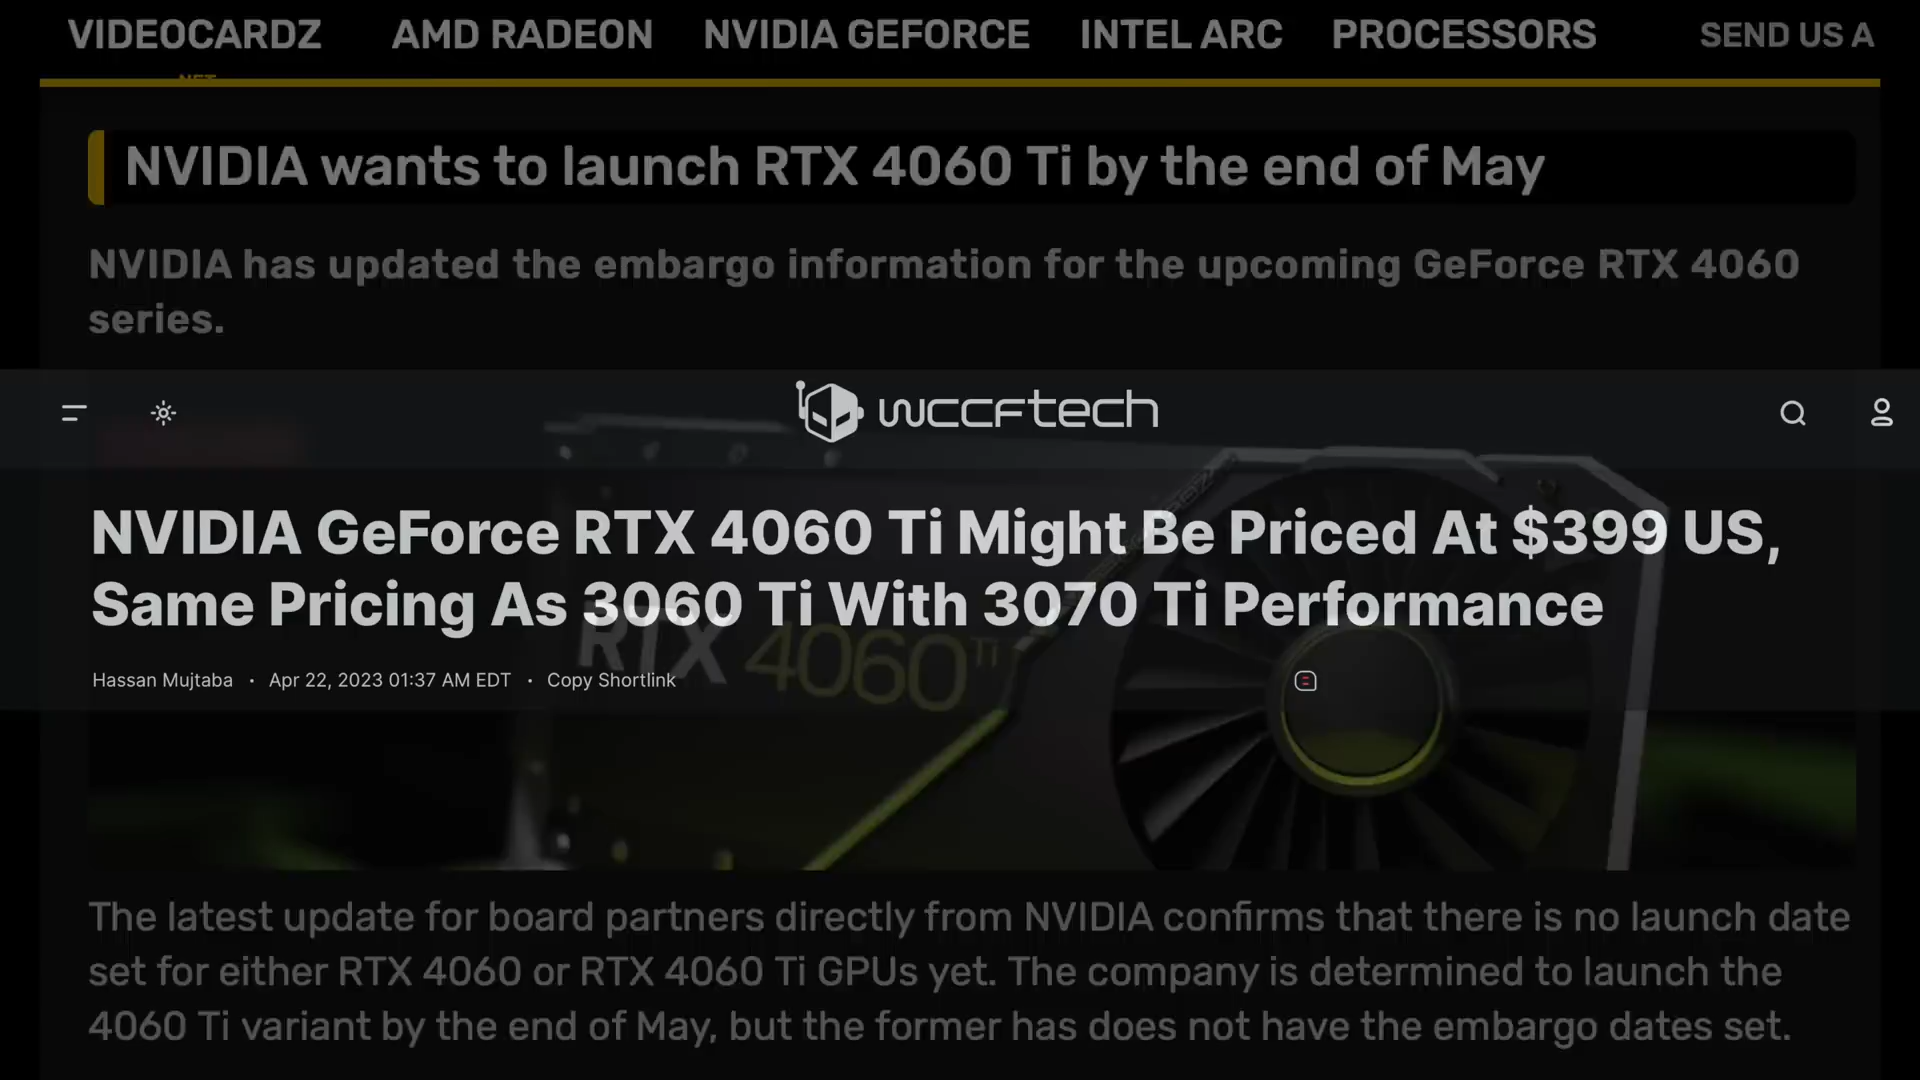 VIDEOCARDZ AMD RADEON NVIDIA GEFORCE INTEL ARC PROCESSORS SEND US A
NVIDIA wants to launch RTX 4060 Ti by the end of May
NVIDIA has updated the embargo information for the upcoming GeForce RTX 4060
series.
wccftech
NVIDIA GeForce RTX 4060 Ti Might Be Priced At $399 US,
Same Pricing As 3060 Ti With 3070 Ti Performance
RTX 4060 Ti
Hassan Mujtaba • Apr 22, 2023 01:37 AM EDT • Copy Shortlink
The latest update for board partners directly from NVIDIA confirms that there is no launch date
set for either RTX 4060 or RTX 4060 Ti GPUs yet. The company is determined to launch the
4060 Ti variant by the end of May, but the former has does not have the embargo dates set.